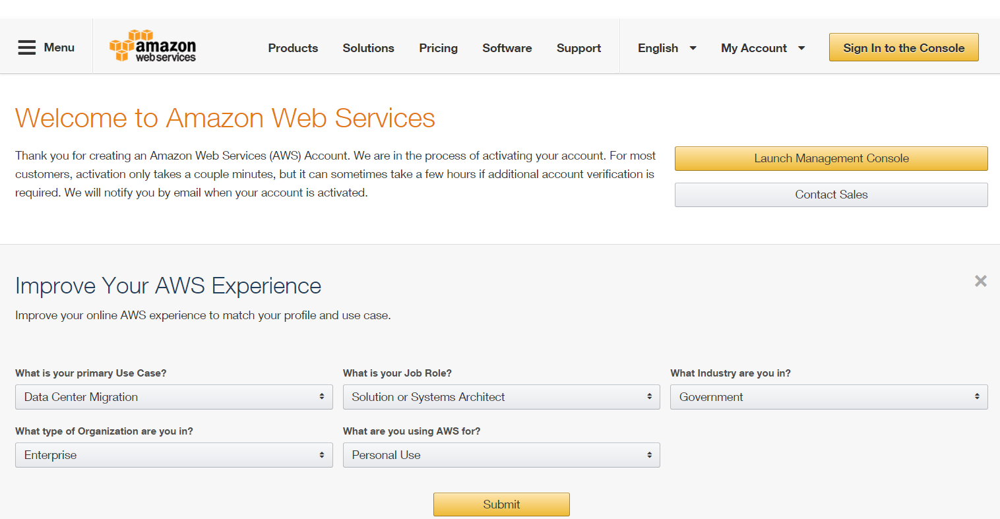 Menu
amazon
webservices
Products Solutions Pricing Software Support
English My Account Sign In to the Console
Welcome to Amazon Web Services
Thank you for creating an Amazon Web Services (AWS) Account. We are in the process of activating your account. For most
customers, activation only takes a couple minutes, but it can sometimes take a few hours if additional account verification is
required. We will notify you by email when your account is activated.
Launch Management Console
Contact Sales
Improve Your AWS Experience
Improve your online AWS experience to match your profile and use case.
What is your primary Use Case?
Data Center Migration
What is your Job Role?
Solution or Systems Architect
What Industry are you in?
Government
What type of Organization are you in?
Enterprise
What are you using AWS for?
Personal Use
Submit